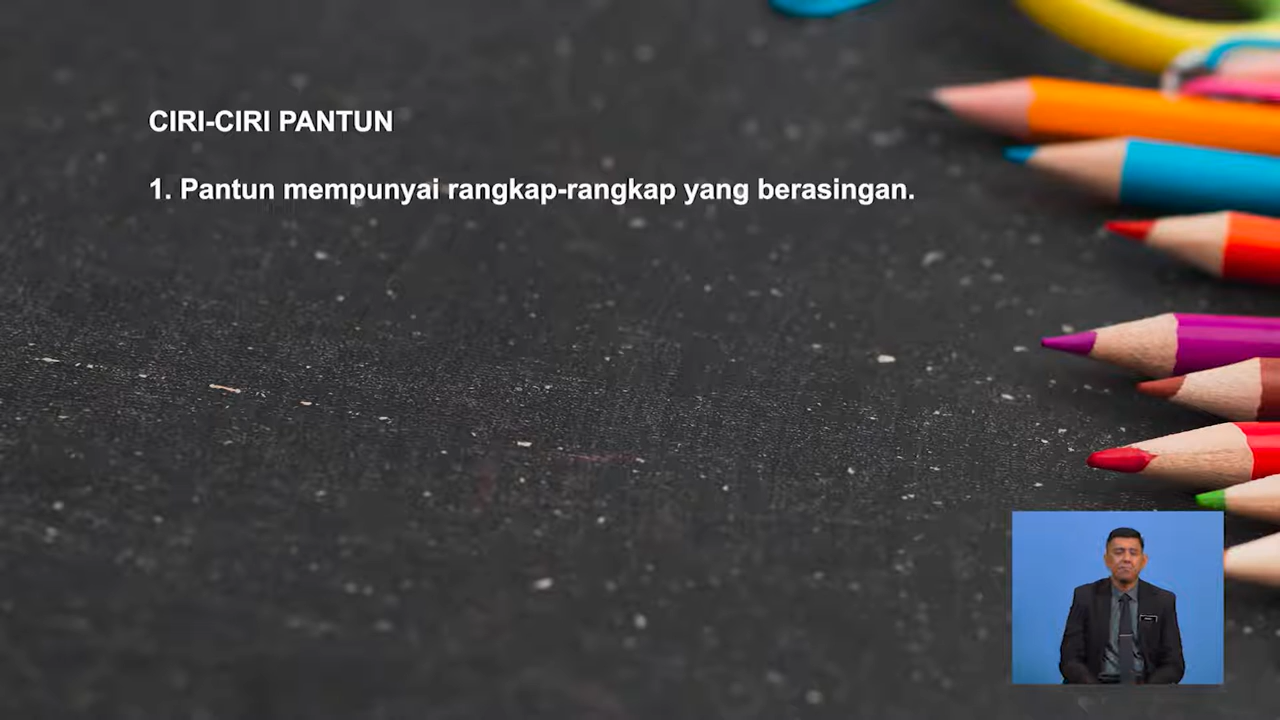 CIRI-CIRI PANTUN
1. Pantun mempunyai rangkap-rangkap yang berasingan.